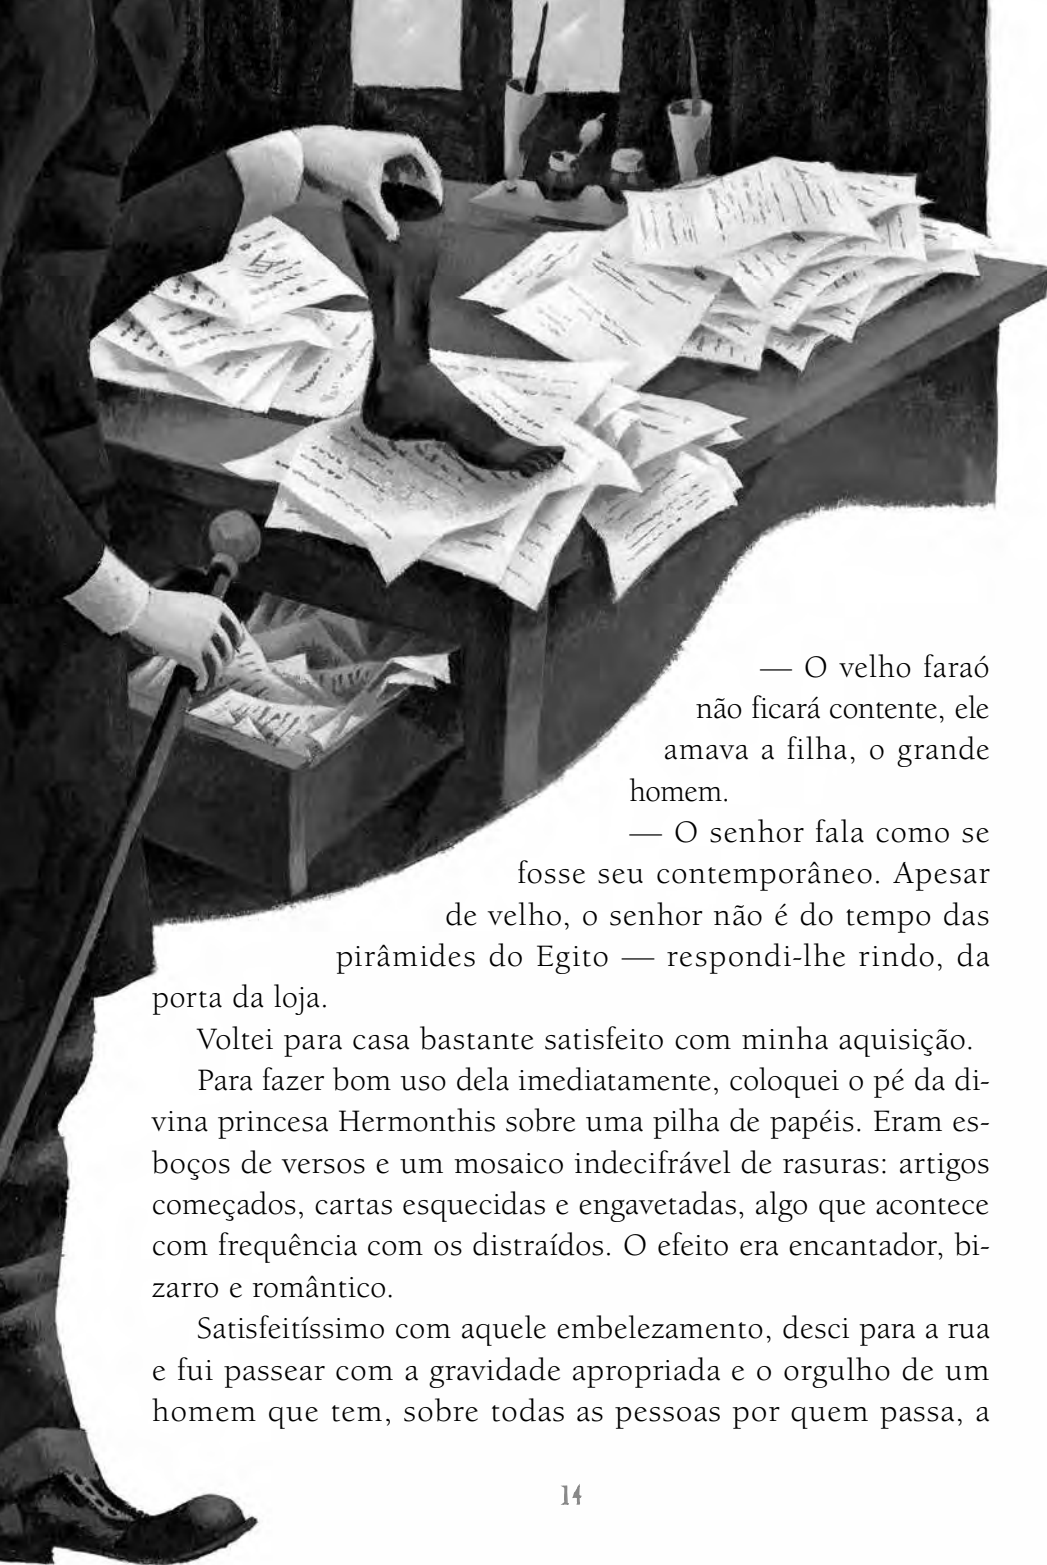 — O velho faraó
não ficará contente, ele
amava a filha, o grande
homem.
— O senhor fala como se
fosse seu contemporâneo. Apesar
de velho, o senhor não é do tempo das
pirâmides do Egito — respondi-lhe rindo, da
porta da loja.
Voltei para casa bastante satisfeito com minha aquisição.
Para fazer bom uso dela imediatamente, coloquei o pé da di-
vina princesa Hermonthis sobre uma pilha de papéis. Eram es-
boços de versos e um mosaico indecifrável de rasuras: artigos
começados, cartas esquecidas e engavetadas, algo que acontece
com frequência com os distraídos. O efeito era encantador, bi-
zarro e romântico.
Satisfeitíssimo com aquele embelezamento, desci para a rua
e fui passear com a gravidade apropriada e o orgulho de um
homem que tem, sobre todas as pessoas por quem passa, a
14